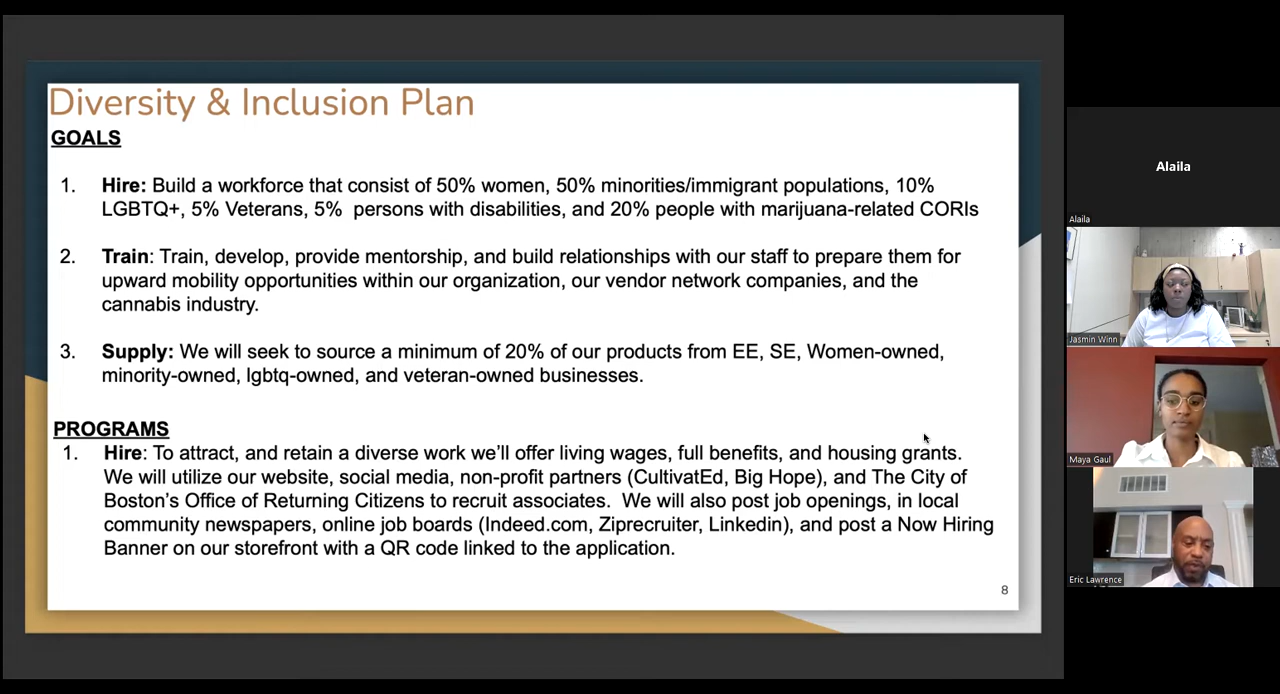 Diversity & Inclusion Plan
GOALS
1. Hire: Build a workforce that consist of 50% women, 50% minorities/immigrant populations, 10%
LGBTQ+, 5% Veterans, 5% persons with disabilities, and 20% people with marijuana-related CORIs
2. Train: Train, develop, provide mentorship, and build relationships with our staff to prepare them for
upward mobility opportunities within our organization, our vendor network companies, and the
cannabis industry.
3. Supply: We will seek to source a minimum of 20% of our products from EE, SE, Women-owned,
minority-owned, lgbtq-owned, and veteran-owned businesses.
PROGRAMS
1. Hire: To attract, and retain a diverse work we'll offer living wages, full benefits, and housing grants.
We will utilize our website, social media, non-profit partners (CultivatEd, Big Hope), and The City of
Boston's Office of Returning Citizens to recruit associates.  We will also post job openings, in local
community newspapers, online job boards (Indeed.com, Ziprecruiter, Linkedin), and post a Now Hiring
Banner on our storefront with a QR code linked to the application.
8
Alaila
Alaila
Jasmin Winn
Maya Gaul
Eric Lawrence